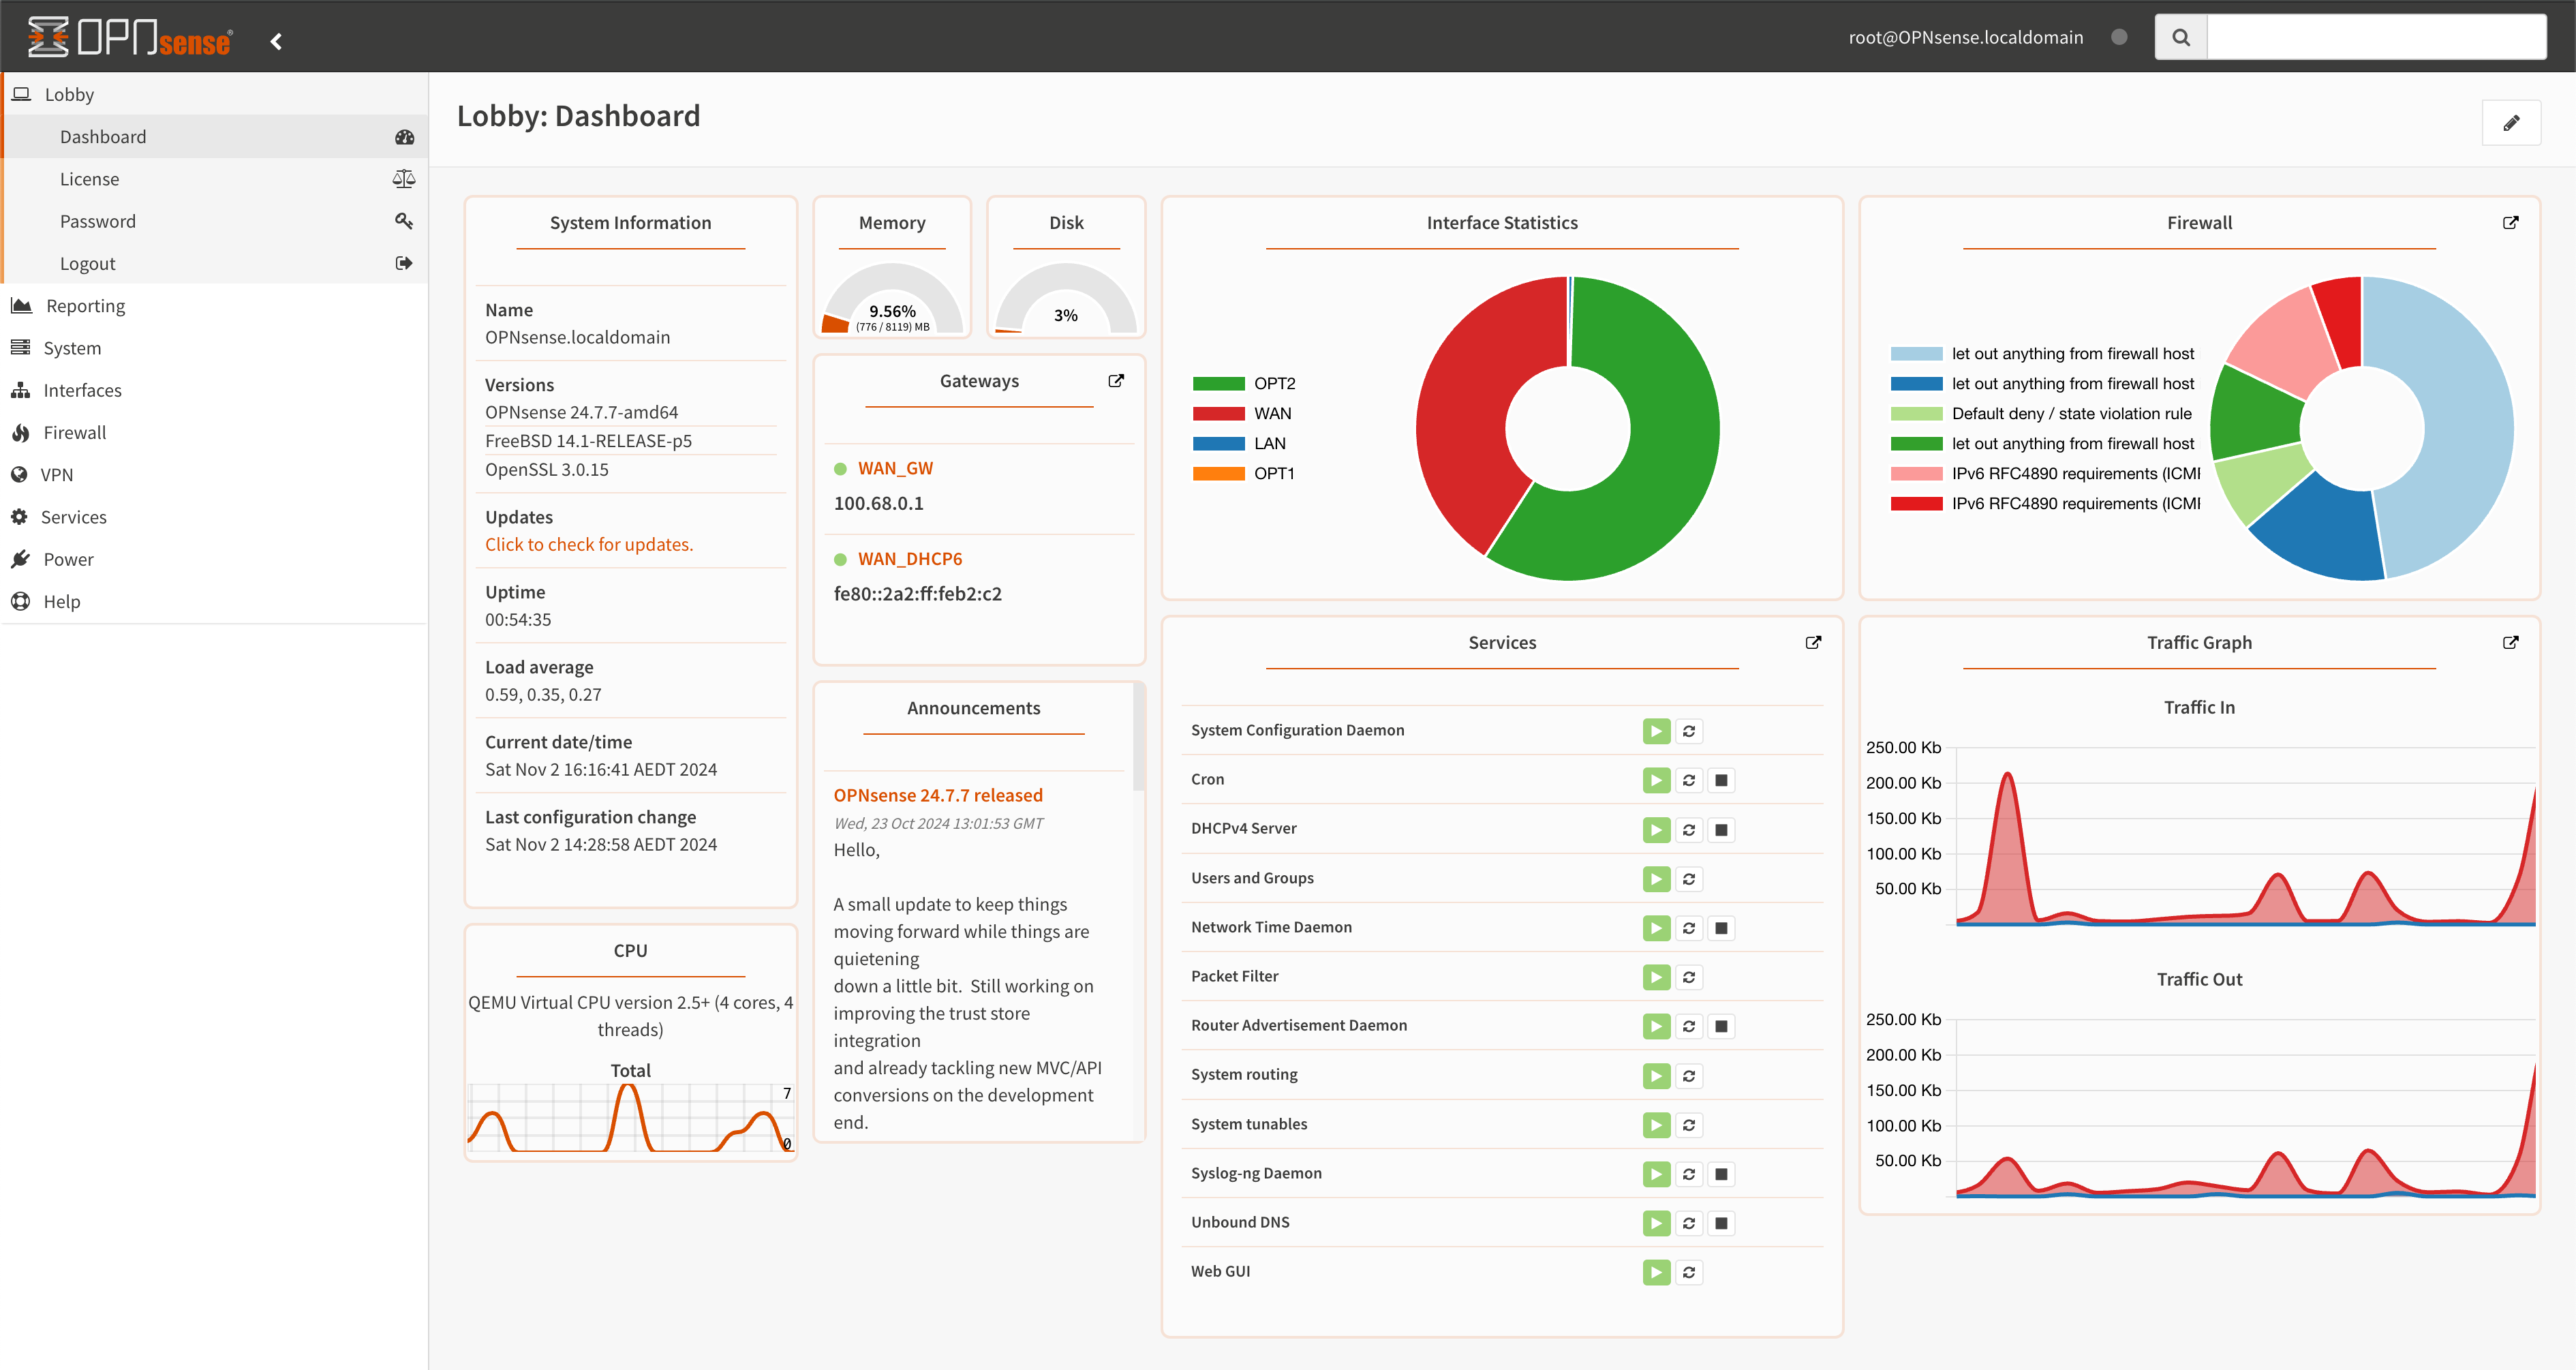 OPNsense®
root@OPNsense.localdomain
Lobby
Dashboard
License
Password
Logout
Reporting
System
Interfaces
Firewall
VPN
Services
Power
Help
Lobby: Dashboard
System Information
Name
OPNsense.localdomain
Versions
OPNsense 24.7.7-amd64
FreeBSD 14.1-RELEASE-p5
OpenSSL 3.0.15
Updates
Click to check for updates.
Uptime
00:54:35
Load average
0.59, 0.35, 0.27
Current date/time
Sat Nov 2 16:16:41 AEDT 2024
Last configuration change
Sat Nov 2 14:28:58 AEDT 2024
CPU
QEMU Virtual CPU version 2.5+ (4 cores, 4
threads)
Total
7
0
Memory
9.56%
(776 / 8119) MB
Disk
3%
Gateways
WAN_GW
100.68.0.1
WAN_DHCP6
fe80::2a2:ff:feb2:c2
Announcements
OPNsense 24.7.7 released
Wed, 23 Oct 2024 13:01:53 GMT
Hello,
A small update to keep things
moving forward while things are
quietening
down a little bit.  Still working on
improving the trust store
integration
and already tackling new MVC/API
conversions on the development
end.
Interface Statistics
OPT2
WAN
LAN
OPT1
Services
System Configuration Daemon
Cron
DHCPv4 Server
Users and Groups
Network Time Daemon
Packet Filter
Router Advertisement Daemon
System routing
System tunables
Syslog-ng Daemon
Unbound DNS
Web GUI
Firewall
let out anything from firewall host
let out anything from firewall host
Default deny / state violation rule
let out anything from firewall host
IPv6 RFC4890 requirements (ICM
IPv6 RFC4890 requirements (ICM
Traffic Graph
Traffic In
250.00 Kb
200.00 Kb
150.00 Kb
100.00 Kb
50.00 Kb
Traffic Out
250.00 Kb
200.00 Kb
150.00 Kb
100.00 Kb
50.00 Kb